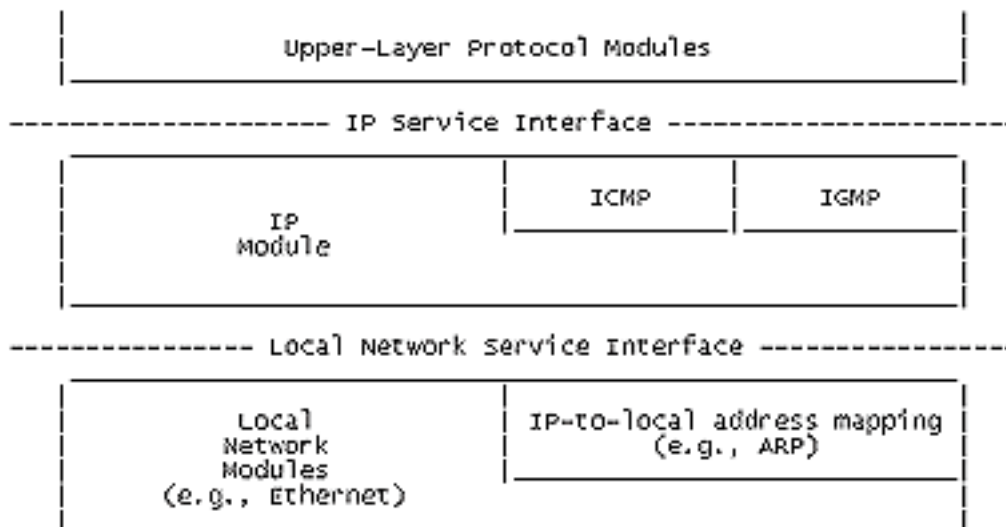 Upper-Layer Protocol Modules
IP Service Interface
ICMP IGMP
IP
Module
Local Network Service Interface
Local IP-to-local address mapping
Network (e.g., ARP)
Modules
(e.g., Ethernet)